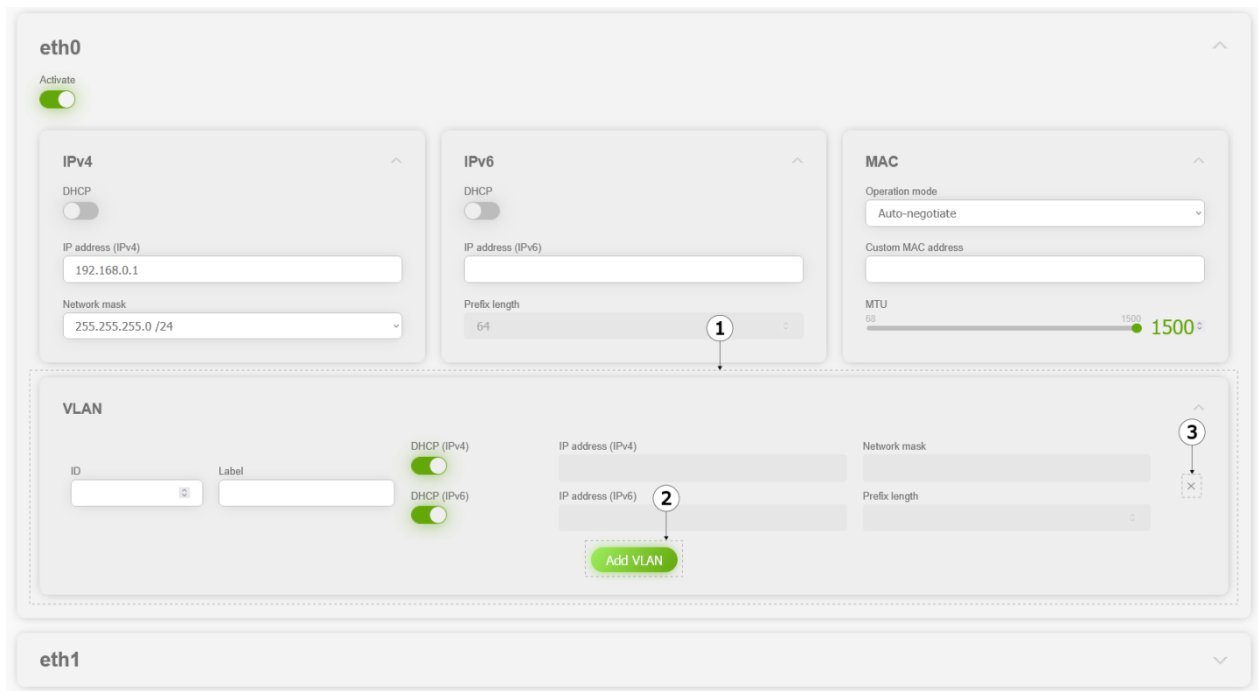 eth0
Activate
IPv4
DHCP
IP address (IPv4)
192.168.0.1
Network mask
255.255.255.0 /24
IPv6
DHCP
IP address (IPv6)
Prefix length
64
MAC
Operation mode
Auto-negotiate
Custom MAC address
MTU
68
1500
1500
1
VLAN
ID
Label
DHCP (IPv4)
IP address (IPv4)
Network mask
DHCP (IPv6)
IP address (IPv6)
Prefix length
2
3
Add VLAN
eth1